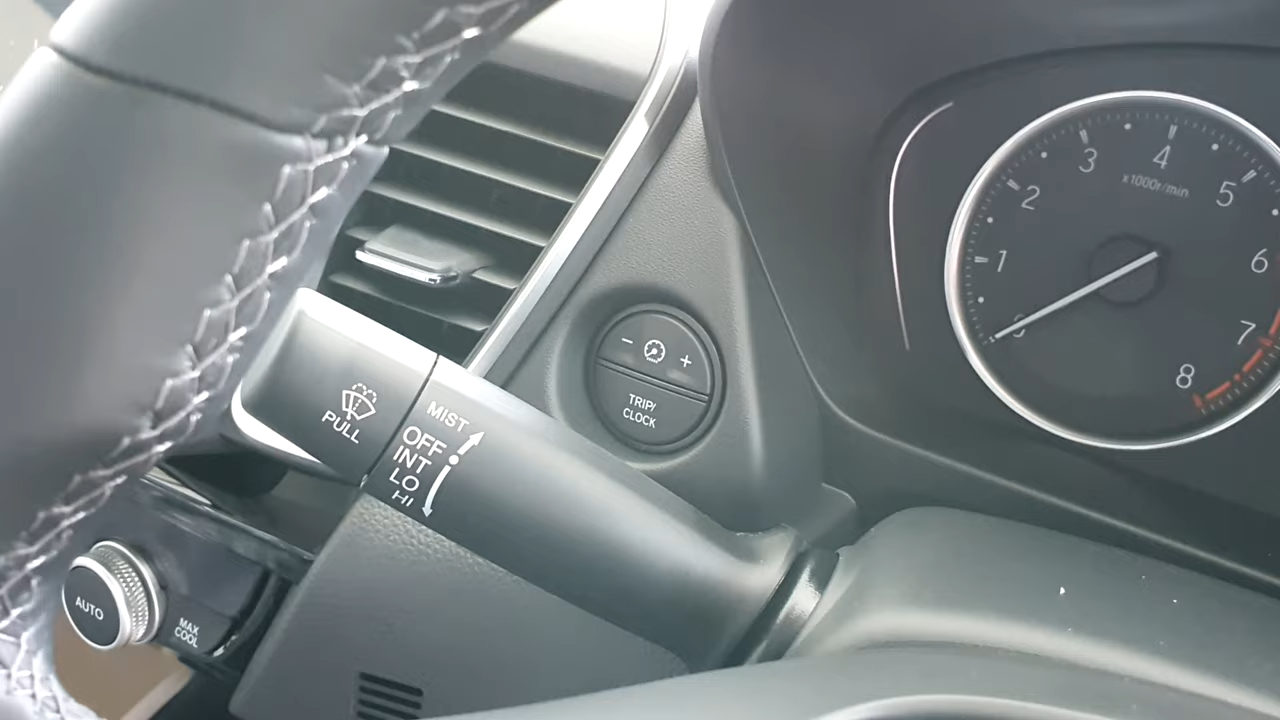 PULL
MIST
OFF
INT
LO
HI
- +
TRIP/
CLOCK
AUTO
MAX
COOL
1
2
3
4
5
6
7
8
x1000r/min